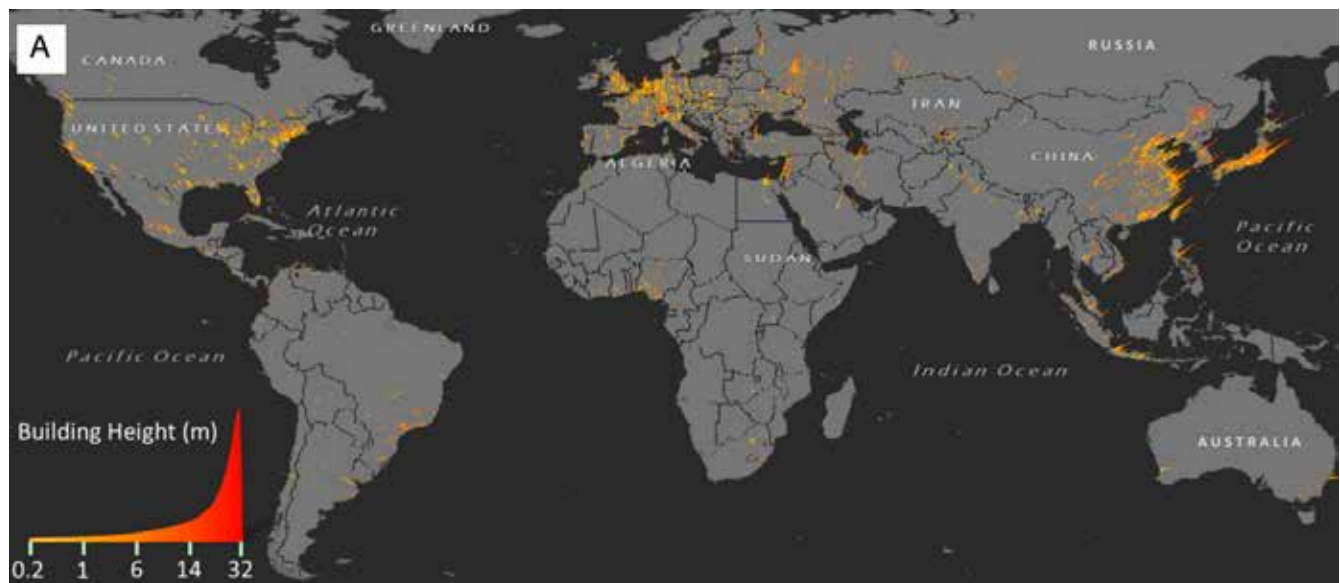 A
GREENLAND
CANADA
RUSSIA
IRAN
UNITED STATES
ALGERIA
CHINA
Atlantic
Ocean
Pacific
Ocean
SUDAN
Pacific Ocean
Indian Ocean
Building Height (m)
AUSTRALIA
0.2 1 6 14 32